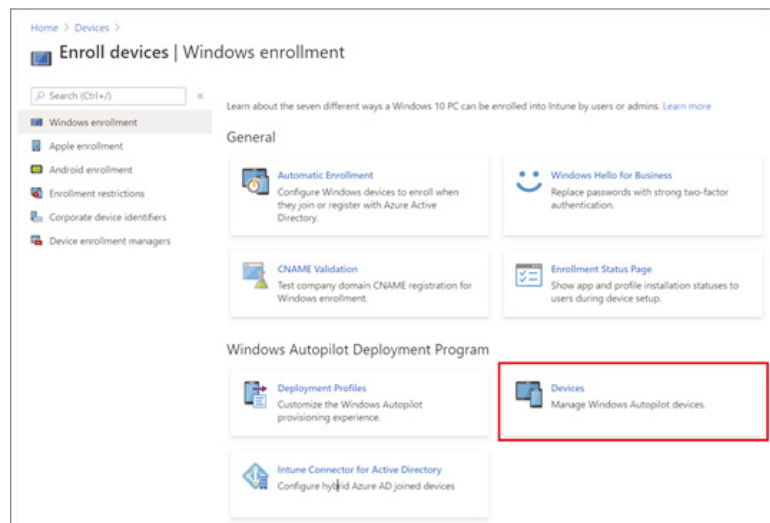 Home > Devices >
Enroll devices | Windows enrollment
Search (Ctrl+/)
«
Windows enrollment
Apple enrollment
Android enrollment
Enrollment restrictions
Corporate device identifiers
Device enrollment managers
Learn about the seven different ways a Windows 10 PC can be enrolled into Intune by users or admins. Learn more
General
Automatic Enrollment
Configure Windows devices to enroll when
they join or register with Azure Active
Directory.
Windows Hello for Business
Replace passwords with strong two-factor
authentication.
CNAME Validation
Test company domain CNAME registration for
Windows enrollment.
Enrollment Status Page
Show app and profile installation statuses to
users during device setup.
Windows Autopilot Deployment Program
Deployment Profiles
Customize the Windows Autopilot
provisioning experience.
Devices
Manage Windows Autopilot devices.
Intune Connector for Active Directory
Configure hybrid Azure AD joined devices